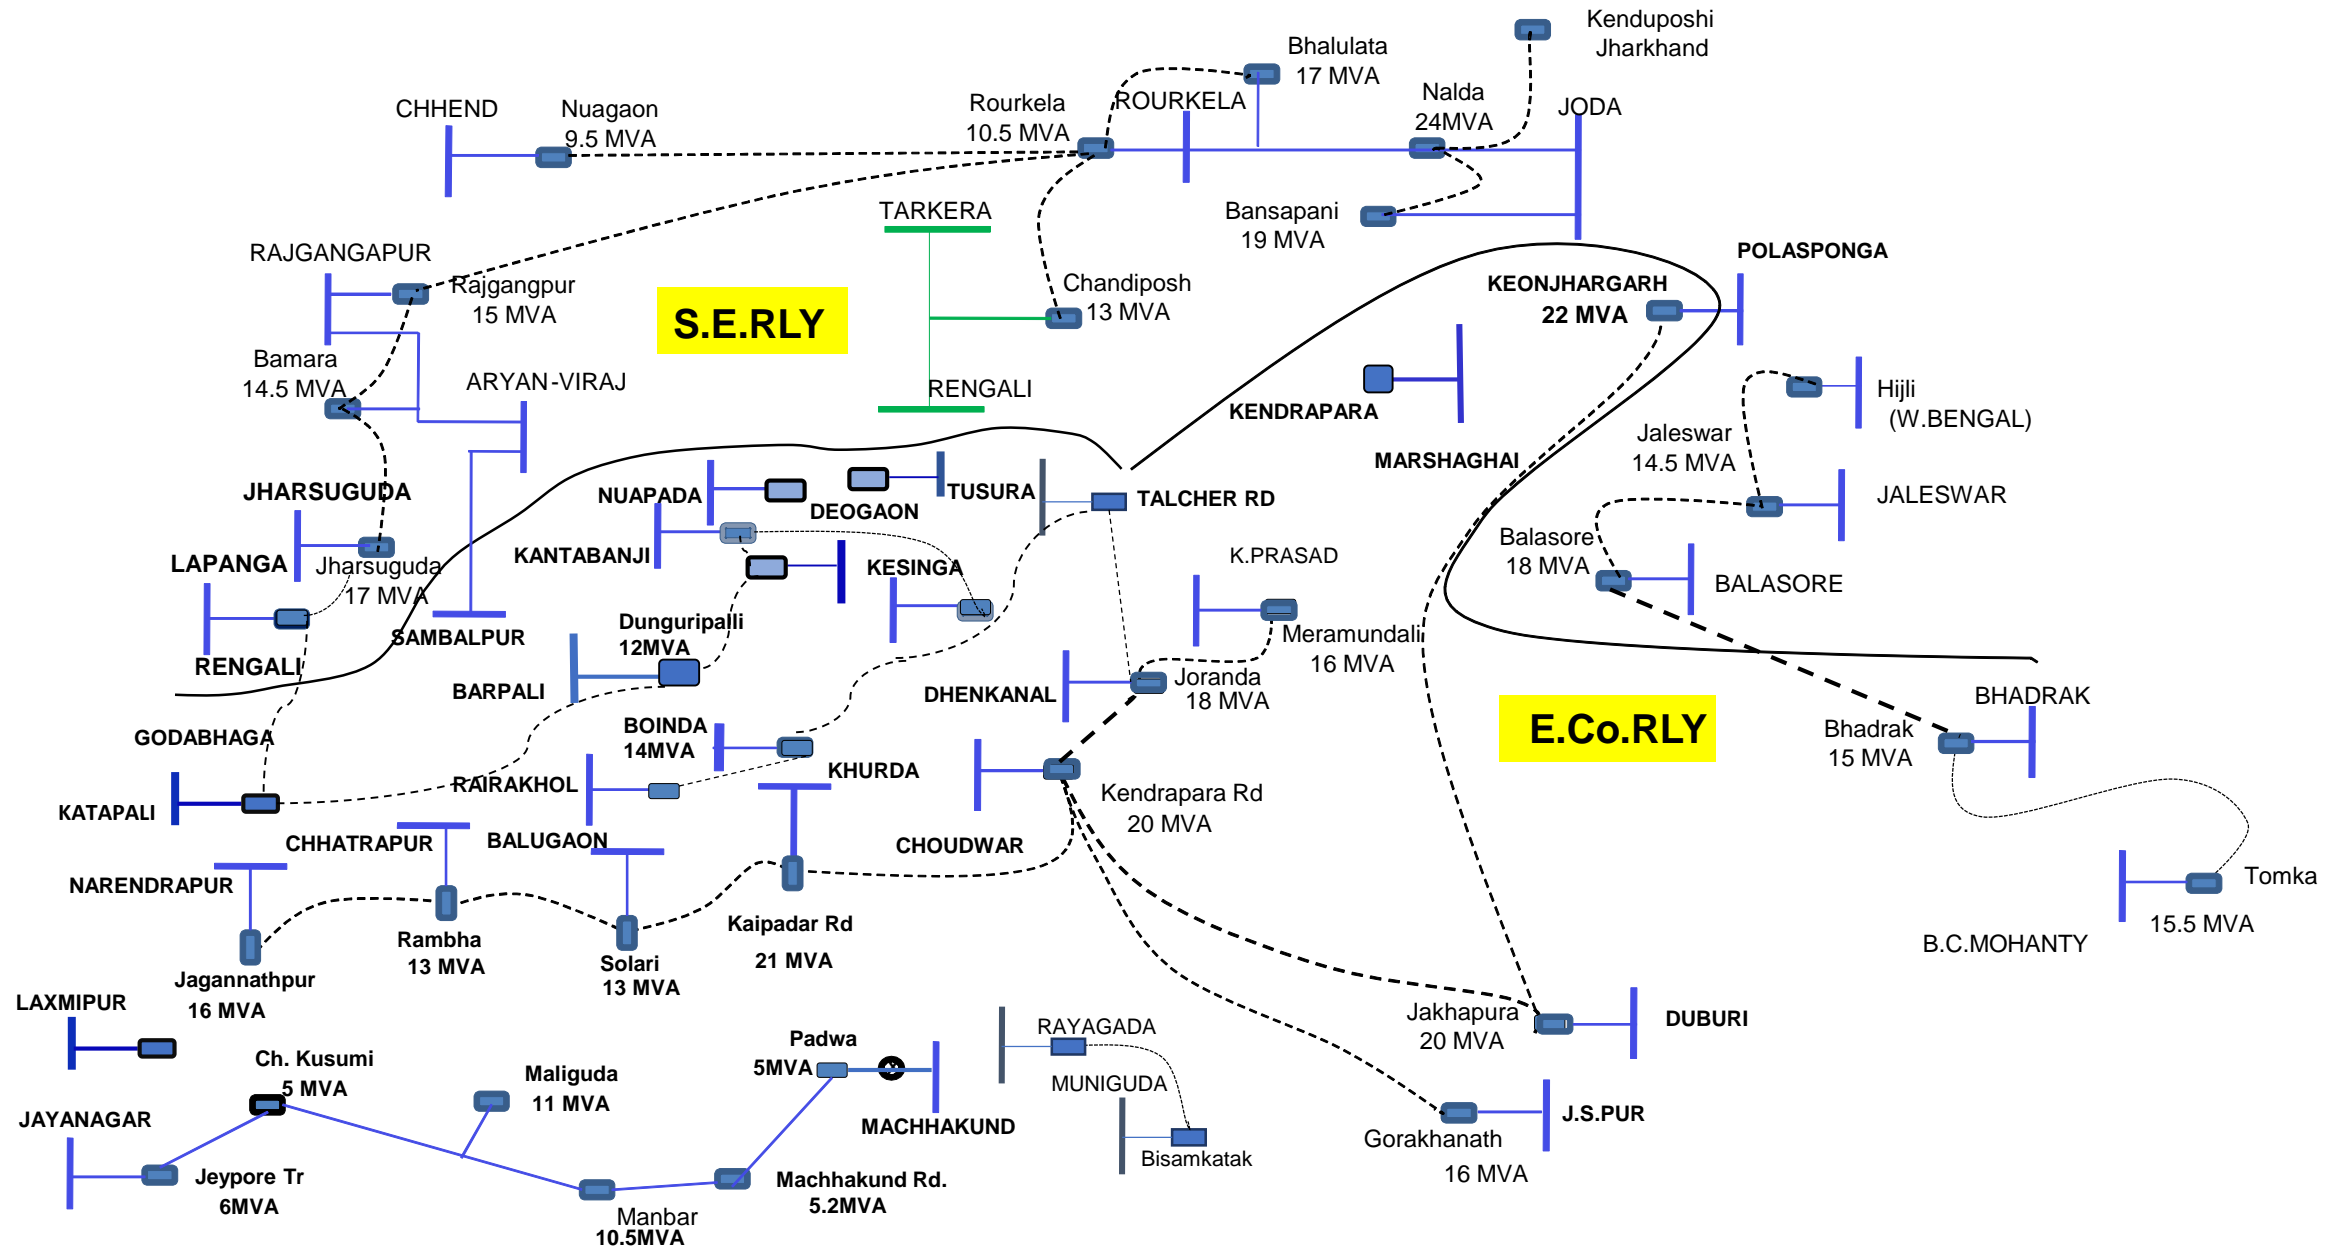 Kenduposhi
Jharkhand
Bhalulata
17 MVA
Nalda
24MVA
JODA
CHHEND
Nuagaon
9.5 MVA
Rourkela
10.5 MVA
ROURKELA
Bansapani
19 MVA
TARKERA
RAJGANGAPUR
Rajgangpur
15 MVA
S.E.RLY
Chandiposh
13 MVA
RENGALI
POLASPONGA
KEONJHARGARH
22 MVA
Bamara
14.5 MVA
ARYAN-VIRAJ
KENDRAPARA
MARSHAGHAI
Hijli
(W.BENGAL)
Jaleswar
14.5 MVA
JALESWAR
JHARSUGUDA
Jharsuguda
17 MVA
LAPANGA
RENGALI
SAMBALPUR
NUAPADA
DEOGAON
TUSURA
TALCHER RD
KANTABANJI
KESINGA
K.PRASAD
Balasore
18 MVA
BALASORE
Dunguripalli
12MVA
BARPALI
Meramundali
16 MVA
DHENKANAL
Joranda
18 MVA
E.Co.RLY
Bhadrak
15 MVA
BHADRAK
GODABHAGA
KATAPALI
BOINDA
14MVA
RAIRAKHOL
KHURDA
Kendrapara Rd
20 MVA
CHOUDWAR
CHHATRAPUR
BALUGAON
NARENDRAPUR
Tomka
15.5 MVA
B.C.MOHANTY
Rambha
13 MVA
Solari
13 MVA
Kaipadar Rd
21 MVA
Jagannathpur
16 MVA
LAXMIPUR
Ch. Kusumi
5 MVA
Maliguda
11 MVA
Padwa
5MVA
MACHHAKUND
RAYAGADA
MUNIGUDA
Bisamkatak
Jakhapura
20 MVA
DUBURI
Gorakhanath
16 MVA
J.S.PUR
JAYANAGAR
Jeypore Tr
6MVA
Manbar
10.5MVA
Machhakund Rd.
5.2MVA